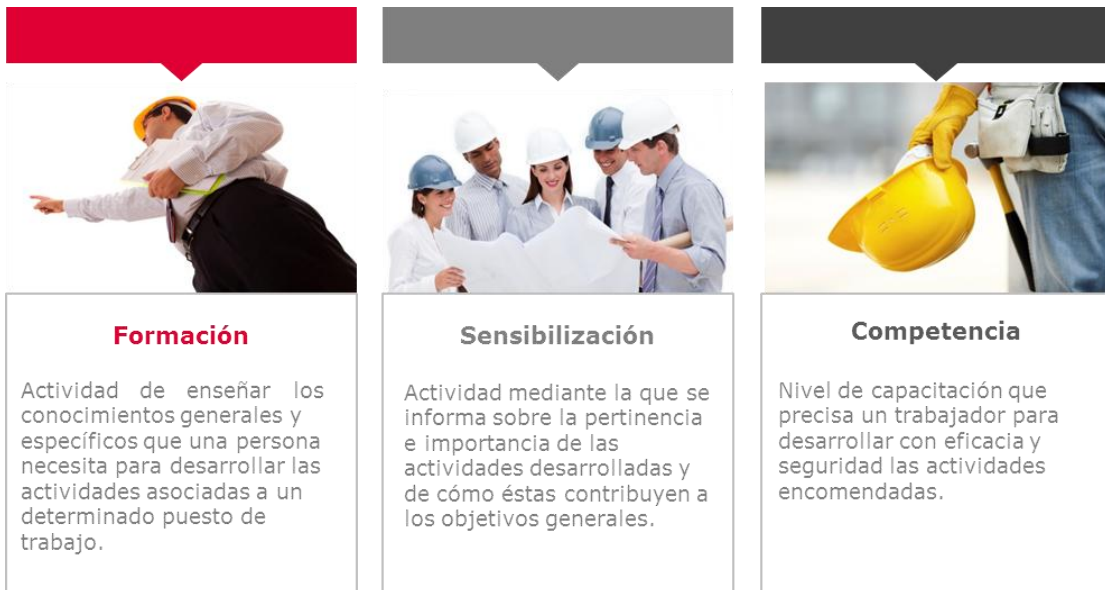 Formación
Actividad de enseñar los
conocimientos generales y
específicos que una persona
necesita para desarrollar las
actividades asociadas a un
determinado puesto de
trabajo.
Sensibilización
Actividad mediante la que se
informa sobre la pertinencia
e importancia de las
actividades desarrolladas y
de cómo éstas contribuyen a
los objetivos generales.
Competencia
Nivel de capacitación que
precisa un trabajador para
desarrollar con eficacia y
seguridad las actividades
encomendadas.